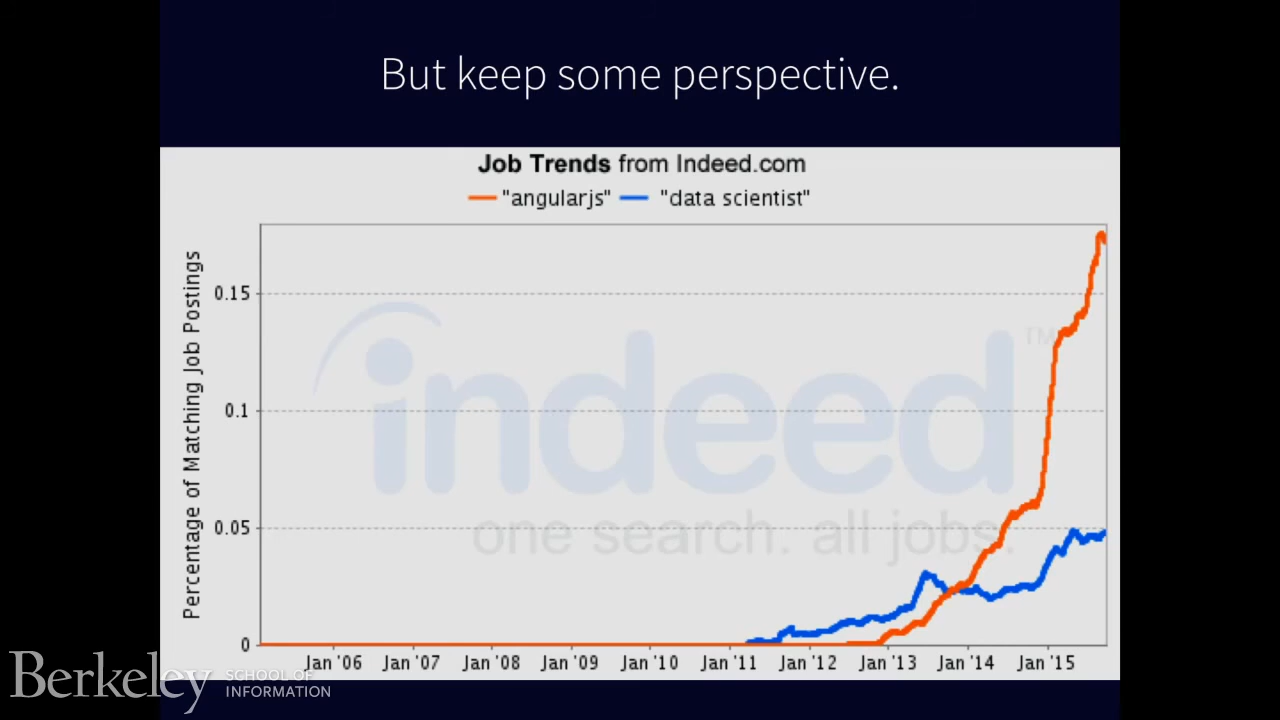 But keep some perspective.
Job Trends from Indeed.com
"angularjs" "data scientist"
Percentage of Matching Job Postings
0.15
0.1
0.05
0
Jan '06 Jan '07 Jan '08 Jan '09 Jan '10 Jan '11 Jan '12 Jan '13 Jan '14 Jan '15
indeed TM
one search. all jobs.
Berkeley
SCHOOL OF
INFORMATION